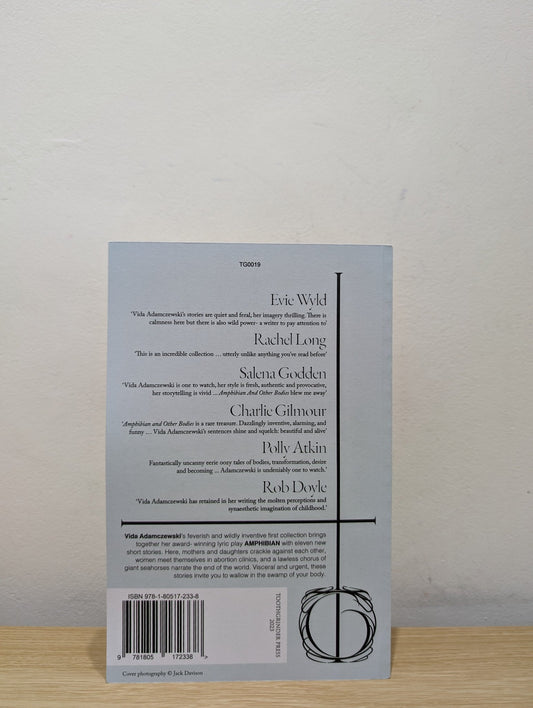 TG0019
Evie Wyld
'Vida Adamczewski's stories are quiet and feral, her imagery thrilling. There is
calmness here but there is also wild power- a writer to pay attention to'
Rachel Long
'This is an incredible collection ... utterly unlike anything you've read before'
Salena Godden
'Vida Adamczewski is one to watch, her style is fresh, authentic and provocative,
her storytelling is vivid ... Amphibian And Other Bodies blew me away'
Charlie Gilmour
'Amphibian and Other Bodies is a rare treasure. Dazzlingly inventive, alarming, and
funny ... Vida Adamczewski's sentences shine and squelch: beautiful and alive'
Polly Atkin
Fantastically uncanny eerie oozy tales of bodies, transformation, desire
and becoming ... Adamczewski is undeniably one to watch.'
Rob Doyle
'Vida Adamczewski has retained in her writing the molten perceptions and
synaesthetic imagination of childhood.'
Vida Adamczewski's feverish and wildly inventive first collection brings
together her award- winning lyric play AMPHIBIAN with eleven new
short stories. Here, mothers and daughters crackle against each other,
women meet themselves in abortion clinics, and a lawless chorus of
giant seahorses narrate the end of the world. Visceral and urgent, these
stories invite you to wallow in the swamp of your body.
ISBN 978-1-80517-233-8
9 781805 172338 >
TOOTHGRINDER PRESS
2023
Cover photography © Jack Davison